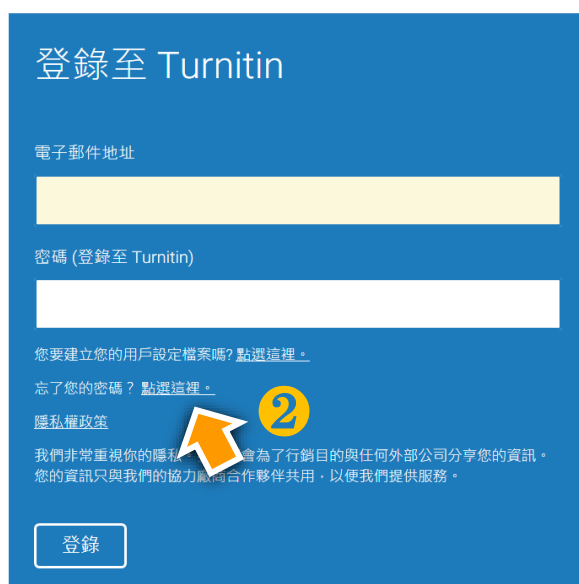 登錄至 Turnitin
電子郵件地址
密碼 (登錄至 Turnitin)
您要建立您的用戶設定檔案嗎? 點選這裡。
忘了您的密碼？ 點選這裡。
2
隱私權政策
我們非常重視你的隱私 會為了行銷目的與任何外部公司分享您的資訊。
您的資訊只與我們的協力廠商合作夥伴共用，以便我們提供服務。
登錄